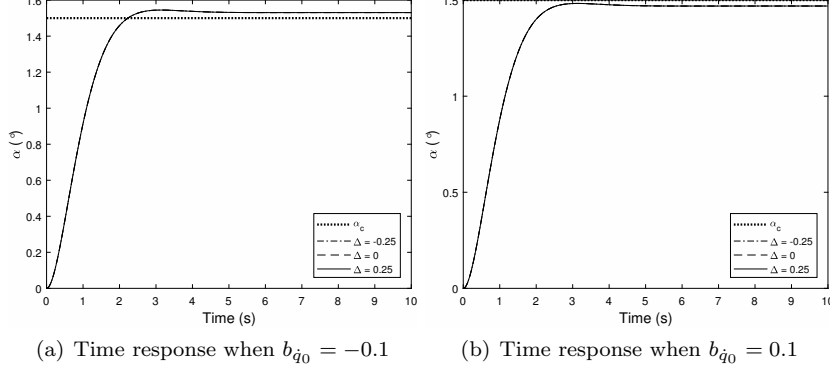 1.6
1.4
1.2
1
0.8
0.6
0.4
0.2
0
α (°)
0 1 2 3 4 5 6 7 8 9 10
Time (s)
α_c
Δ = -0.25
Δ = 0
Δ = 0.25
(a) Time response when b_{q̇_0} = −0.1
1.5
1
0.5
0
α (°)
0 1 2 3 4 5 6 7 8 9 10
Time (s)
α_c
Δ = -0.25
Δ = 0
Δ = 0.25
(b) Time response when b_{q̇_0} = 0.1